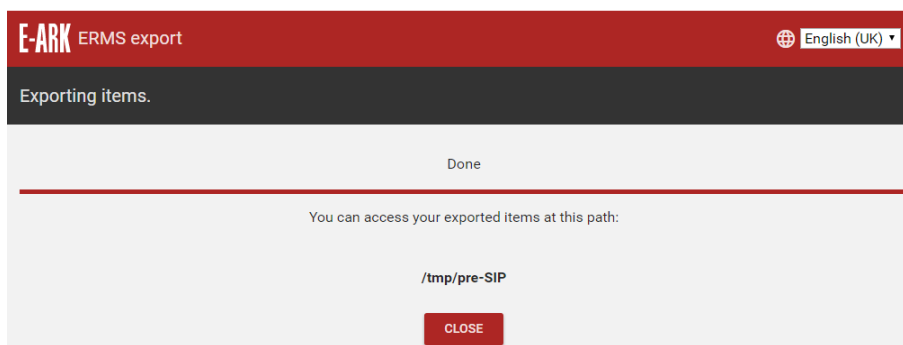 E-ARK ERMS export English (UK)
Exporting items.
Done
You can access your exported items at this path:
/tmp/pre-SIP
CLOSE